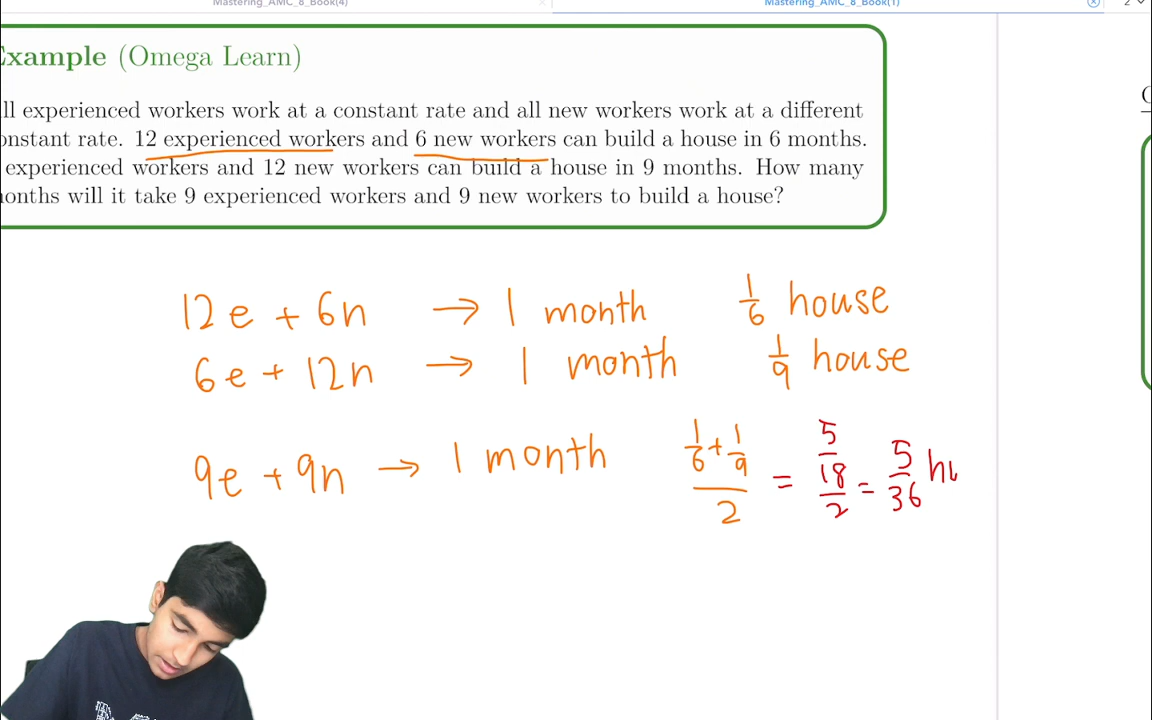 Mastering_AMC_8_Book(4) Mastering_AMC_8_Book(1) 2
Example (Omega Learn)
ll experienced workers work at a constant rate and all new workers work at a different
onstant rate. 12 experienced workers and 6 new workers can build a house in 6 months.
experienced workers and 12 new workers can build a house in 9 months. How many
onths will it take 9 experienced workers and 9 new workers to build a house?
12e + 6n → 1 month 1/6 house
6e + 12n → 1 month 1/9 house
9e + 9n → 1 month (1/6 + 1/9)/2 = (5/18)/2 = 5/36 h